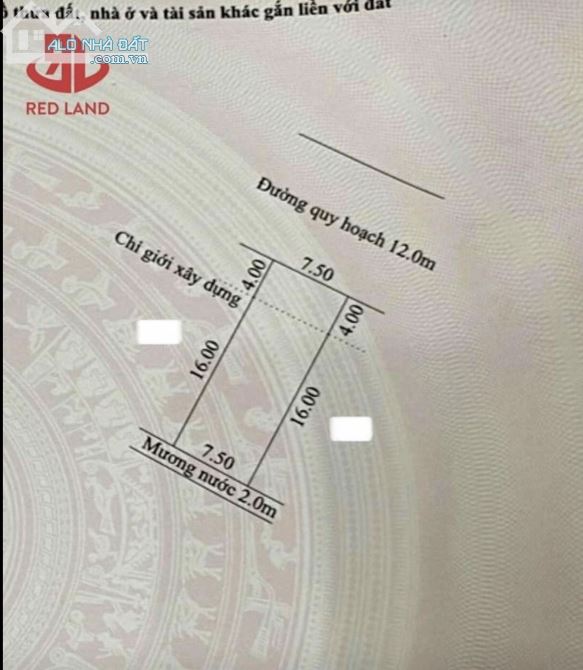 thửa đất, nhà ở và tài sản khác gắn liền với đất
ALÔ NHÀ ĐẤT
.com.vn
RED LAND
Đường quy hoạch 12.0m
Chỉ giới xây dựng
7.50
4.00
4.00
16.00
16.00
7.50
Mương nước 2.0m